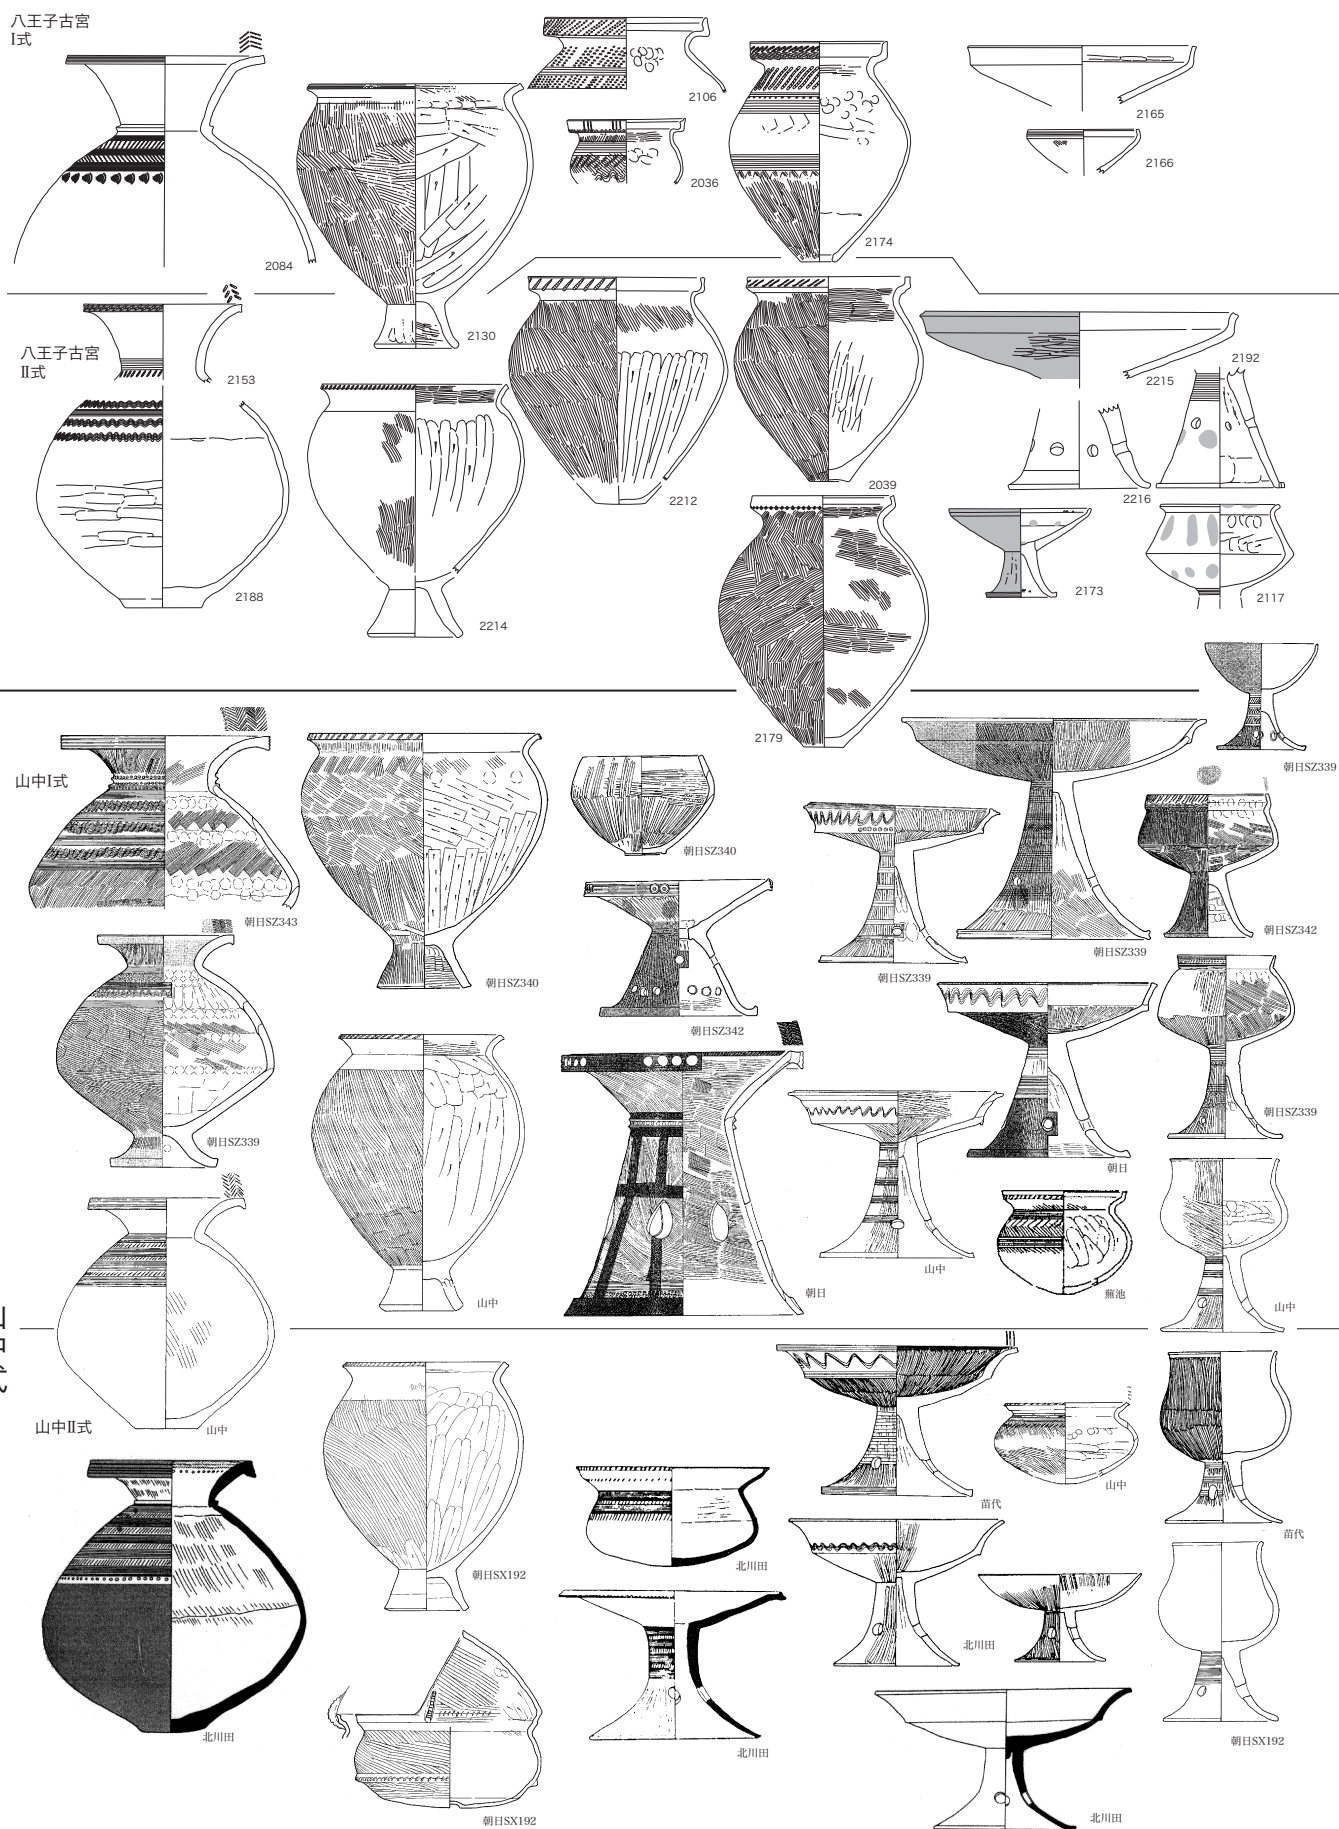 八王子古宮
Ⅰ式
2084
2130
2106
2036
2174
2165
2166
八王子古宮
Ⅱ式
2153
2188
2214
2212
2039
2179
2215
2192
2216
2173
2117
山中Ⅰ式
朝日SZ343
朝日SZ339
山中
朝日SZ340
山中
朝日SZ340
朝日SZ342
朝日
朝日SZ339
朝日SZ339
朝日SZ339
朝日SZ342
朝日
朝日SZ339
山中
蕪池
山中
山中Ⅱ式
北川田
朝日SX192
朝日SX192
北川田
北川田
苗代
山中
苗代
北川田
朝日SX192
北川田